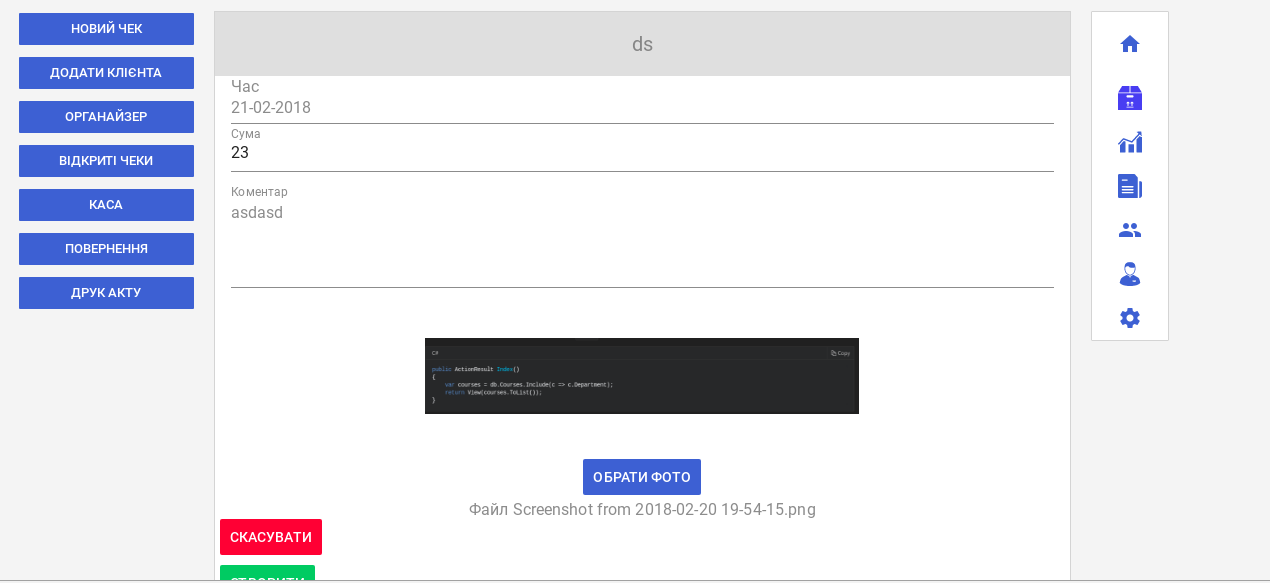 НОВИЙ ЧЕК
ДОДАТИ КЛІЄНТА
ОРГАНАЙЗЕР
ВІДКРИТІ ЧЕКИ
КАСА
ПОВЕРНЕННЯ
ДРУК АКТУ
ds
Час
21-02-2018
Сума
23
Коментар
asdasd
C#
Copy
public ActionResult Index()
{
var courses = db.Courses.Include(c => c.Department);
return View(courses.ToList());
}
ОБРАТИ ФОТО
Файл Screenshot from 2018-02-20 19-54-15.png
СКАСУВАТИ
СТВОРИТИ